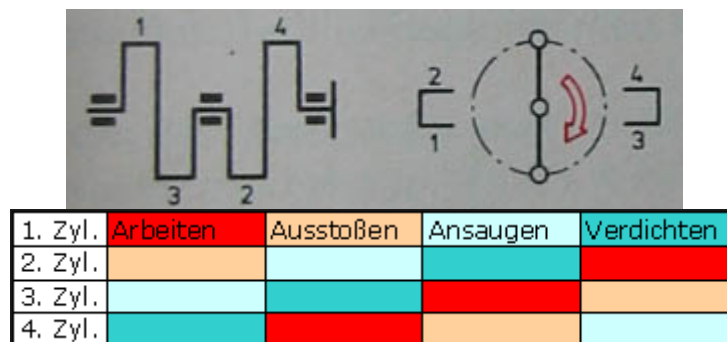 1 4
2 4
1 3
3 2
1. Zyl. Arbeiten Ausstoßen Ansaugen Verdichten
2. Zyl.
3. Zyl.
4. Zyl.